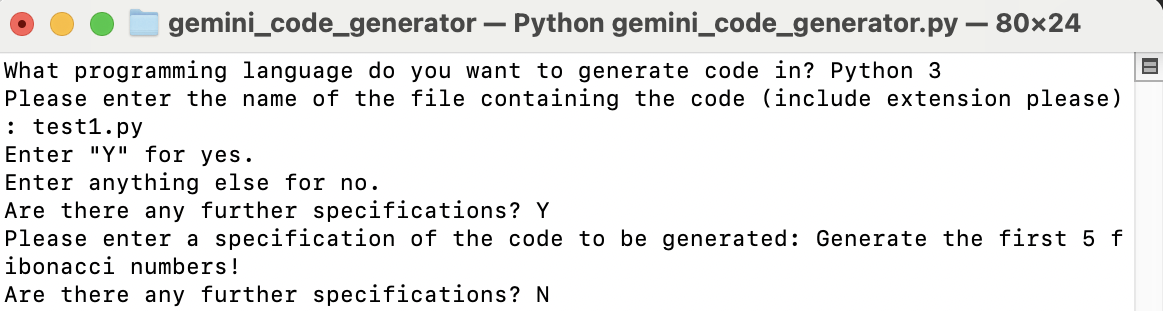 gemini_code_generator — Python gemini_code_generator.py — 80×24
What programming language do you want to generate code in? Python 3
Please enter the name of the file containing the code (include extension please)
: test1.py
Enter "Y" for yes.
Enter anything else for no.
Are there any further specifications? Y
Please enter a specification of the code to be generated: Generate the first 5 f
ibonacci numbers!
Are there any further specifications? N